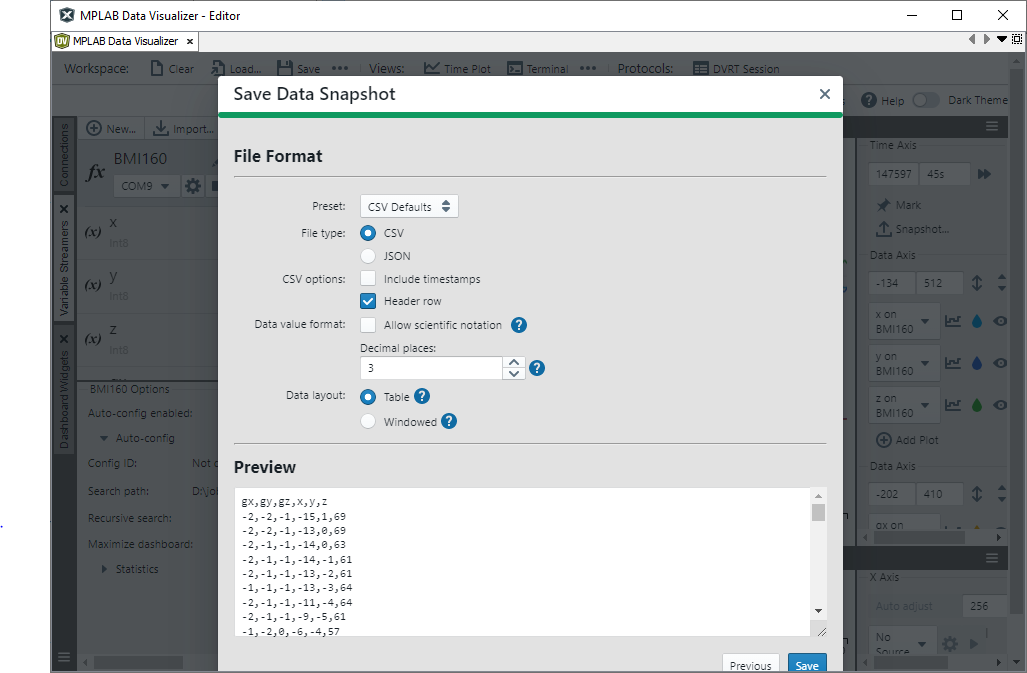 MPLAB Data Visualizer - Editor
MPLAB Data Visualizer ×
Workspace: Clear Load... Save Views: Time Plot Terminal Protocols: DVRT Session
Save Data Snapshot
Help Dark Theme
Connections
Variable Streamers
Dashboard Widgets
New... Import...
fx BMI160
COM9
(x) x
Int8
(x) y
Int8
(x) z
Int8
BMI160 Options
Auto-config enabled:
Auto-config
Config ID: Not
Search path:
Recursive search:
Maximize dashboard:
Statistics
File Format
Preset: CSV Defaults
File type: CSV
JSON
CSV options: Include timestamps
Header row
Data value format: Allow scientific notation ?
Decimal places:
3 ?
Data layout: Table ?
Windowed ?
Preview
gx,gy,gz,x,y,z
-2,-2,-1,-15,1,69
-2,-2,-1,-13,0,69
-2,-1,-1,-14,0,63
-2,-1,-1,-14,-1,61
-2,-1,-1,-13,-2,61
-1,-1,-1,-13,-3,64
-2,-1,-1,-11,-4,64
-2,-1,-1,-9,-5,61
-1,-2,0,-6,-4,57
Previous Save
Time Axis
147597 45s
Mark
Snapshot...
Data Axis
-134 512
x on
BMI160
y on
BMI160
z on
BMI160
Add Plot
Data Axis
-202 410
gx on
X Axis
Auto adjust 256
No
Source